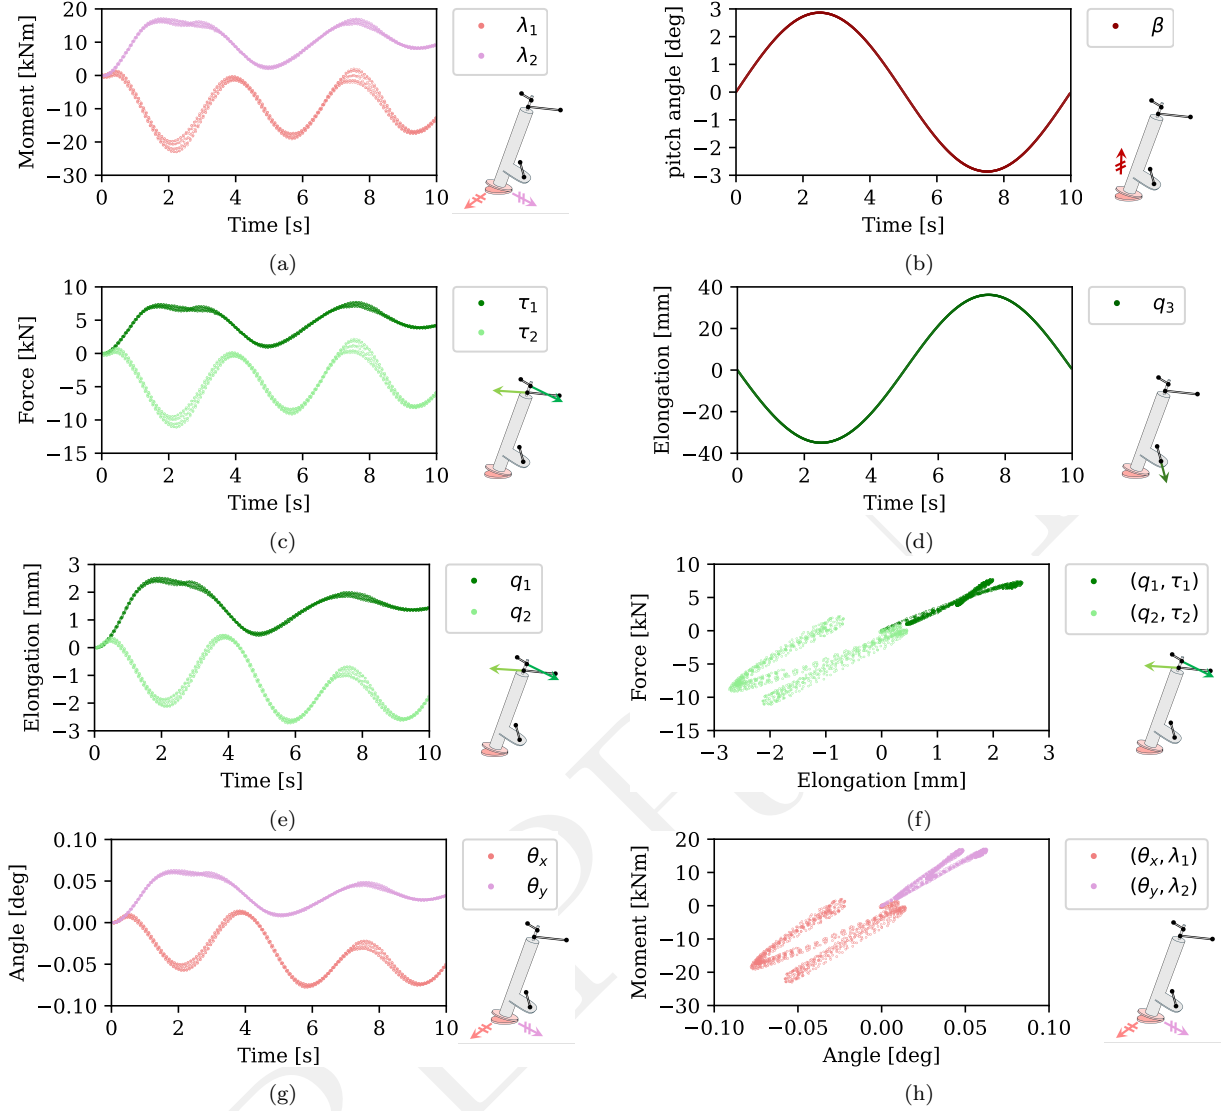 20
10
0
−10
−20
−30
Moment [kNm]
0 2 4 6 8 10
Time [s]
λ1
λ2
(a)
3
2
1
0
−1
−2
−3
pitch angle [deg]
0 2 4 6 8 10
Time [s]
β
(b)
10
5
0
−5
−10
−15
Force [kN]
0 2 4 6 8 10
Time [s]
τ1
τ2
(c)
40
20
0
−20
−40
Elongation [mm]
0 2 4 6 8 10
Time [s]
q3
(d)
3
2
1
0
−1
−2
−3
Elongation [mm]
0 2 4 6 8 10
Time [s]
q1
q2
(e)
10
5
0
−5
−10
−15
Force [kN]
−3 −2 −1 0 1 2 3
Elongation [mm]
(q1, τ1)
(q2, τ2)
(f)
0.10
0.05
0.00
−0.05
−0.10
Angle [deg]
0 2 4 6 8 10
Time [s]
θx
θy
(g)
20
10
0
−10
−20
−30
Moment [kNm]
−0.10 −0.05 0.00 0.05 0.10
Angle [deg]
(θx, λ1)
(θy, λ2)
(h)